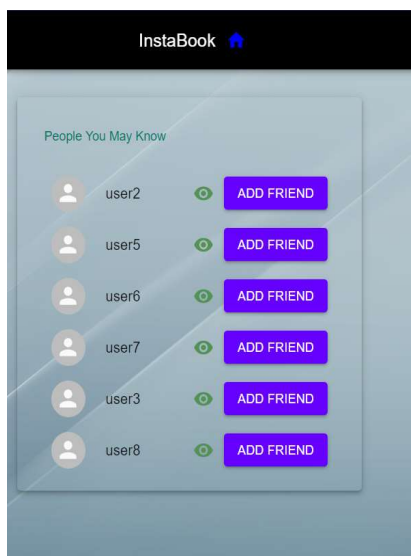 InstaBook
People You May Know
user2 ADD FRIEND
user5 ADD FRIEND
user6 ADD FRIEND
user7 ADD FRIEND
user3 ADD FRIEND
user8 ADD FRIEND